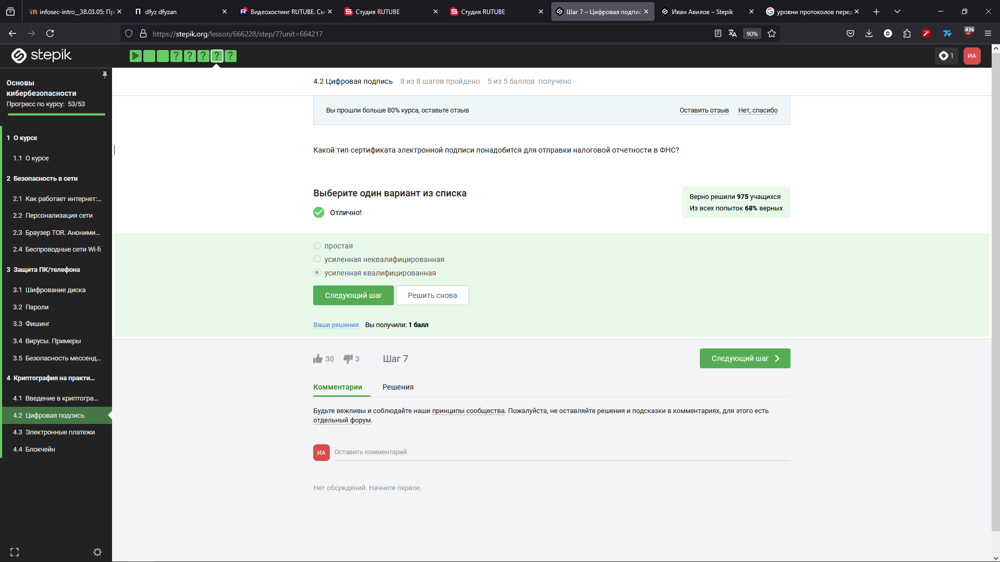 infosec-intro__38.03.05: Пр
dfyz dfyzan
Видеохостинг RUTUBE. См
Студия RUTUBE
Студия RUTUBE
Шаг 7 – Цифровая подпис
Иван Авилов – Stepik
уровни протоколов перед
https://stepik.org/lesson/666228/step/7?unit=664217
90%
436
stepik
1
ИА
Основы
кибербезопасности
Прогресс по курсу: 53/53
1 О курсе
1.1 О курсе
2 Безопасность в сети
2.1 Как работает интернет:...
2.2 Персонализация сети
2.3 Браузер TOR. Аноними...
2.4 Беспроводные сети Wi-fi
3 Защита ПК/телефона
3.1 Шифрование диска
3.2 Пароли
3.3 Фишинг
3.4 Вирусы. Примеры
3.5 Безопасность мессенд...
4 Криптография на практи...
4.1 Введение в криптогра...
4.2 Цифровая подпись
4.3 Электронные платежи
4.4 Блокчейн
4.2 Цифровая подпись 8 из 8 шагов пройдено 5 из 5 баллов получено
Вы прошли больше 80% курса, оставьте отзыв
Оставить отзыв Нет, спасибо
Какой тип сертификата электронной подписи понадобится для отправки налоговой отчетности в ФНС?
Выберите один вариант из списка
Отлично!
Верно решили 975 учащихся
Из всех попыток 68% верных
простая
усиленная неквалифицированная
усиленная квалифицированная
Следующий шаг Решить снова
Ваши решения Вы получили: 1 балл
30 3 Шаг 7
Следующий шаг
Комментарии Решения
Будьте вежливы и соблюдайте наши принципы сообщества. Пожалуйста, не оставляйте решения и подсказки в комментариях, для этого есть
отдельный форум.
ИА
Оставить комментарий
Нет обсуждений. Начните первое.